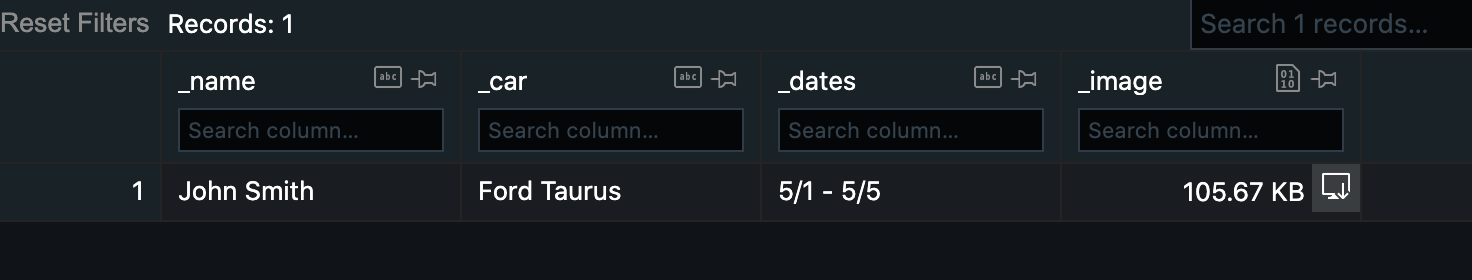 Reset Filters Records: 1 Search 1 records...
_name abc _car abc _dates abc _image 01 10
Search column... Search column... Search column... Search column...
1 John Smith Ford Taurus 5/1 - 5/5 105.67 KB